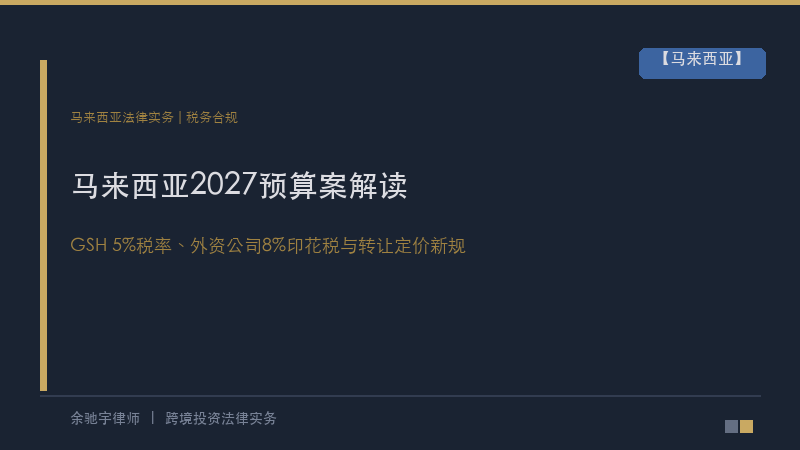 【马来西亚】
马来西亚法律实务 | 税务合规
马来西亚2027预算案解读
GSH 5%税率、外资公司8%印花税与转让定价新规
余驰宇律师 | 跨境投资法律实务